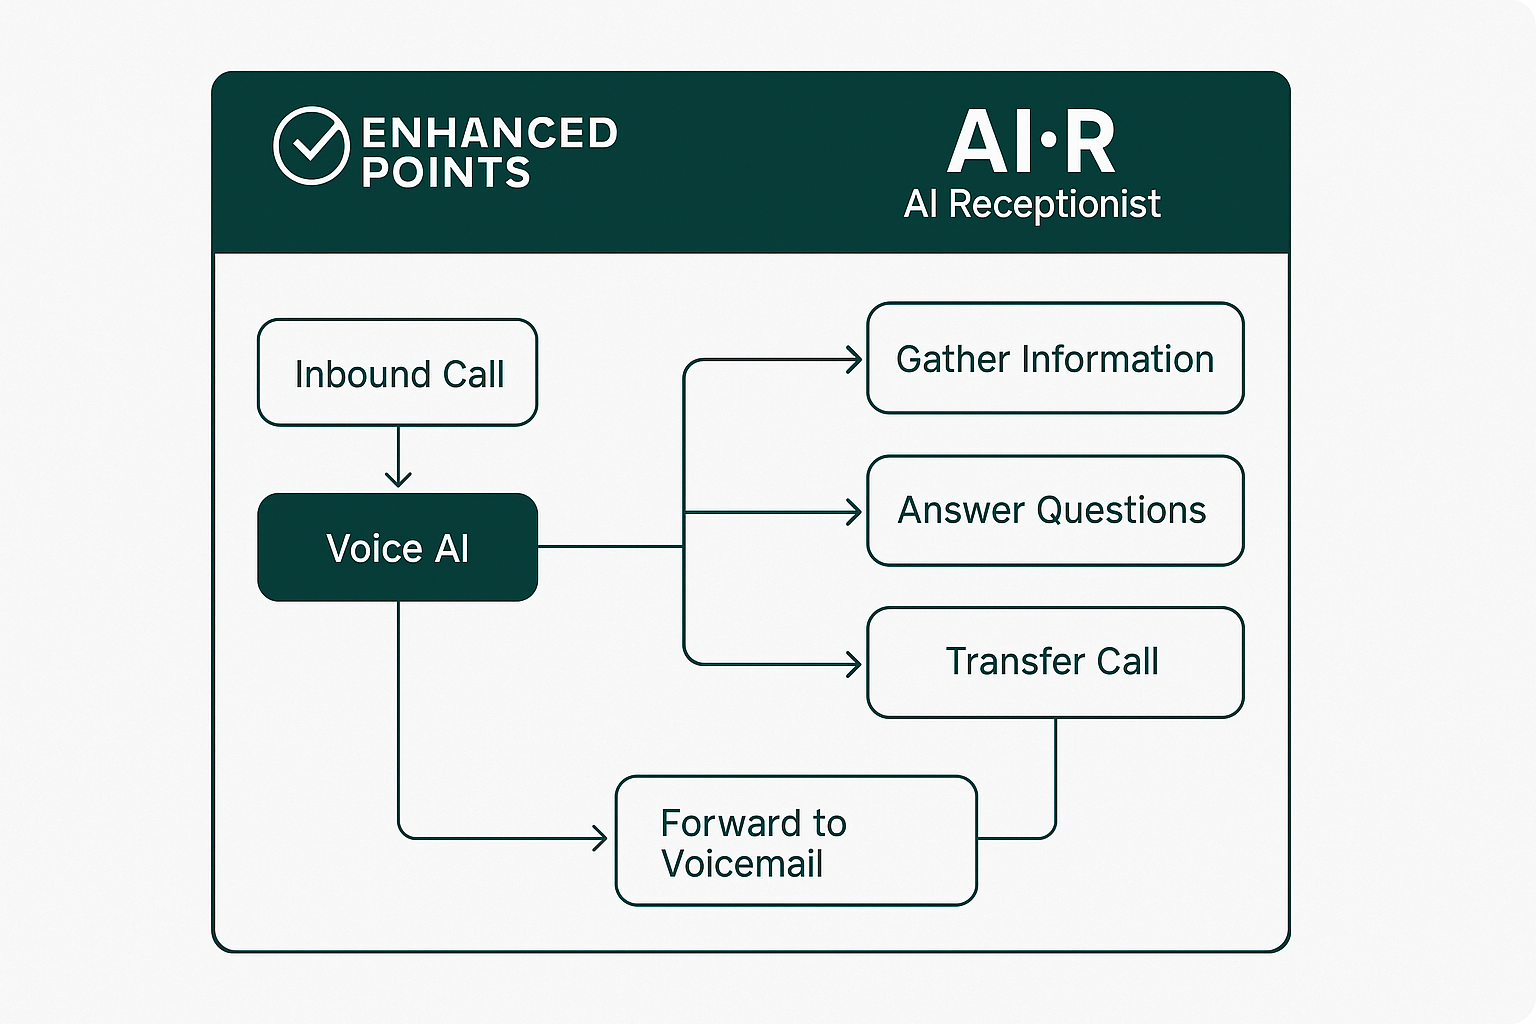 ENHANCED
POINTS
AI·R
AI Receptionist
Inbound Call
Voice AI
Gather Information
Answer Questions
Transfer Call
Forward to
Voicemail